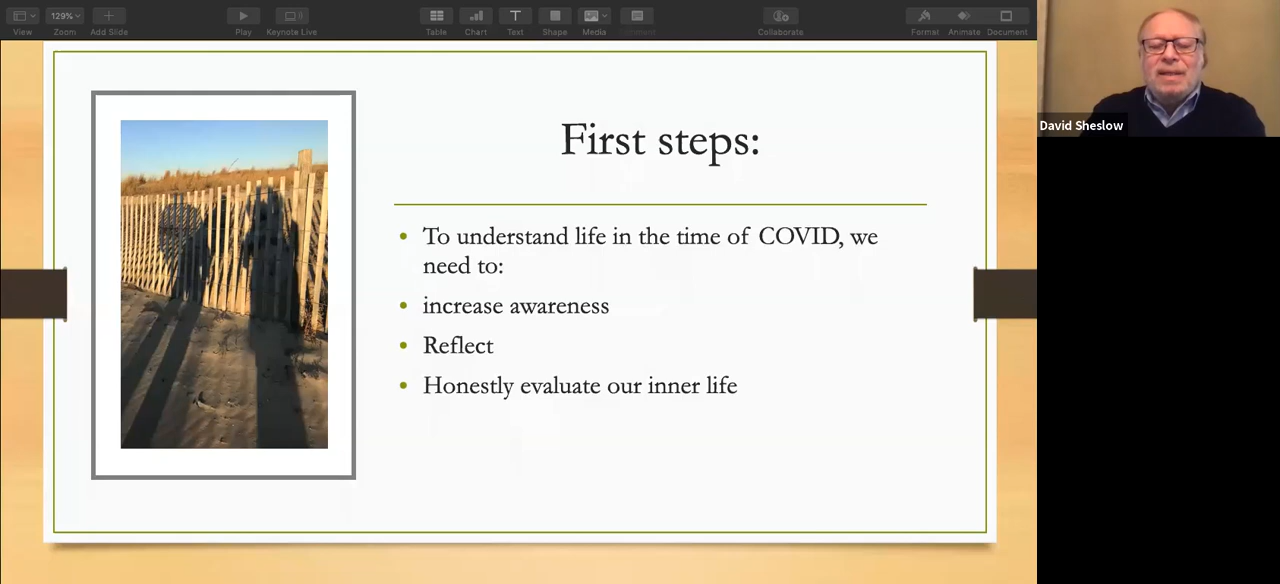 129%
View
Zoom
Add Slide
Play
Keynote Live
Table
Chart
Text
Shape
Media
Comment
Collaborate
Format
Animate
Document
David Sheslow
First steps:
• To understand life in the time of COVID, we
need to:
• increase awareness
• Reflect
• Honestly evaluate our inner life